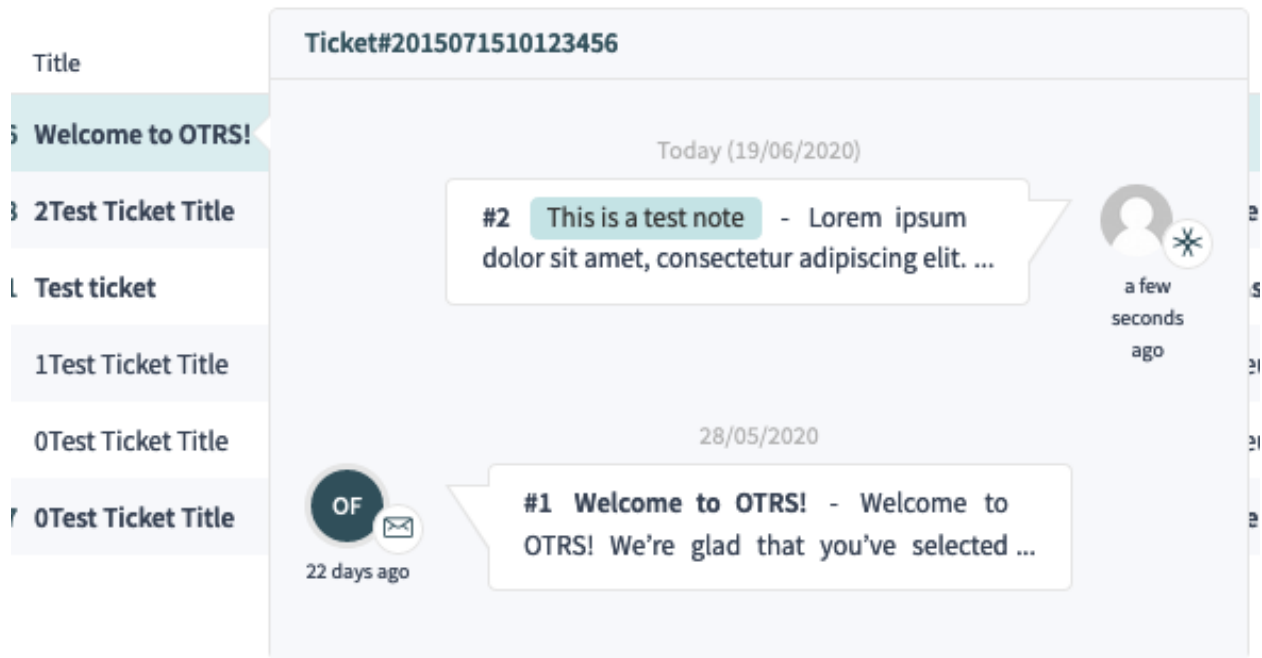 Title
Welcome to OTRS!
2Test Ticket Title
Test ticket
1Test Ticket Title
0Test Ticket Title
0Test Ticket Title
Ticket#2015071510123456
Today (19/06/2020)
#2 This is a test note - Lorem ipsum
dolor sit amet, consectetur adipiscing elit. ...
a few
seconds
ago
28/05/2020
OF
22 days ago
#1 Welcome to OTRS! - Welcome to
OTRS! We're glad that you've selected ...